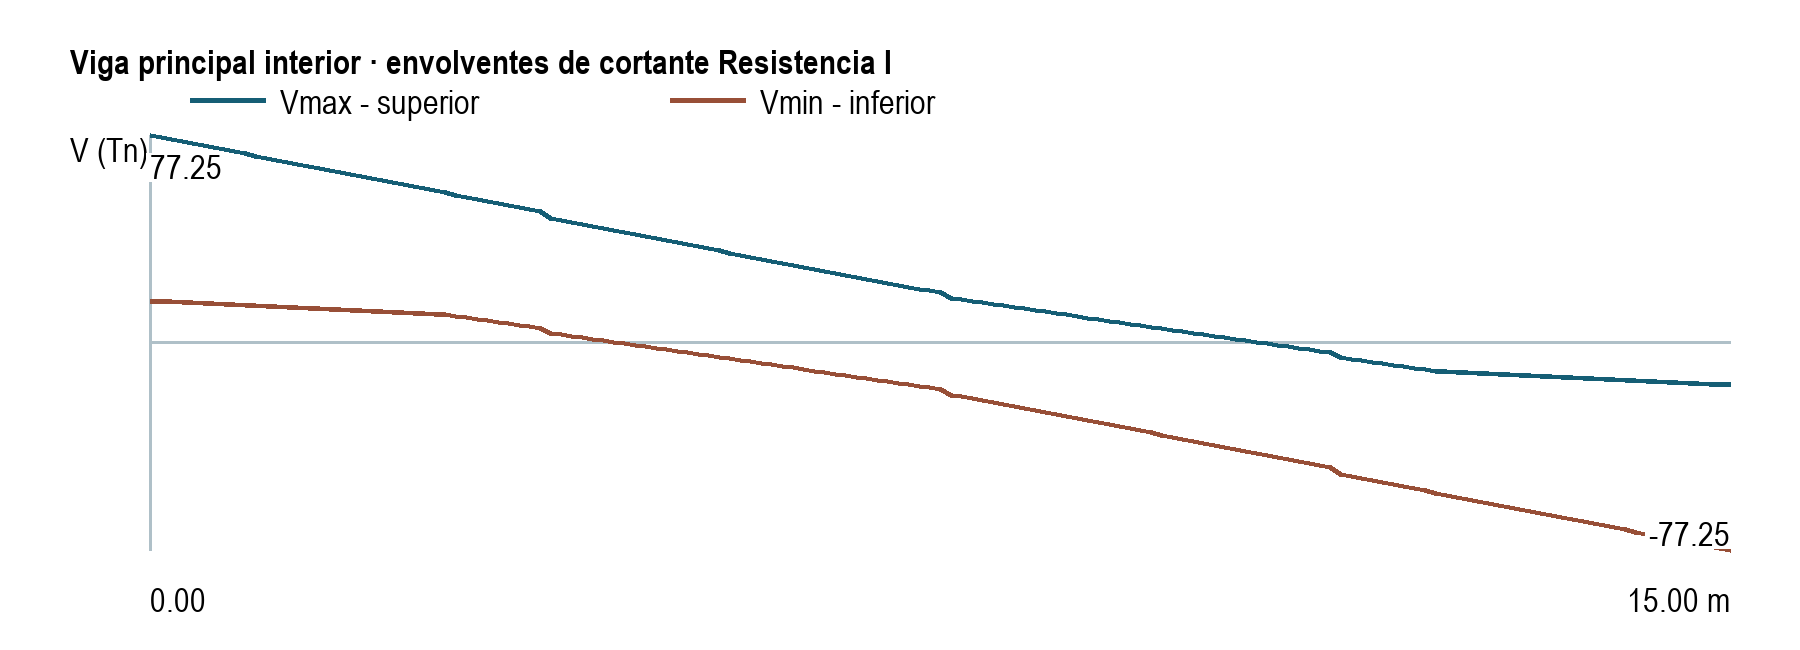 Viga principal interior · envolventes de cortante Resistencia I
Vmax - superior
Vmin - inferior
V (Tn)
77.25
-77.25
0.00
15.00 m